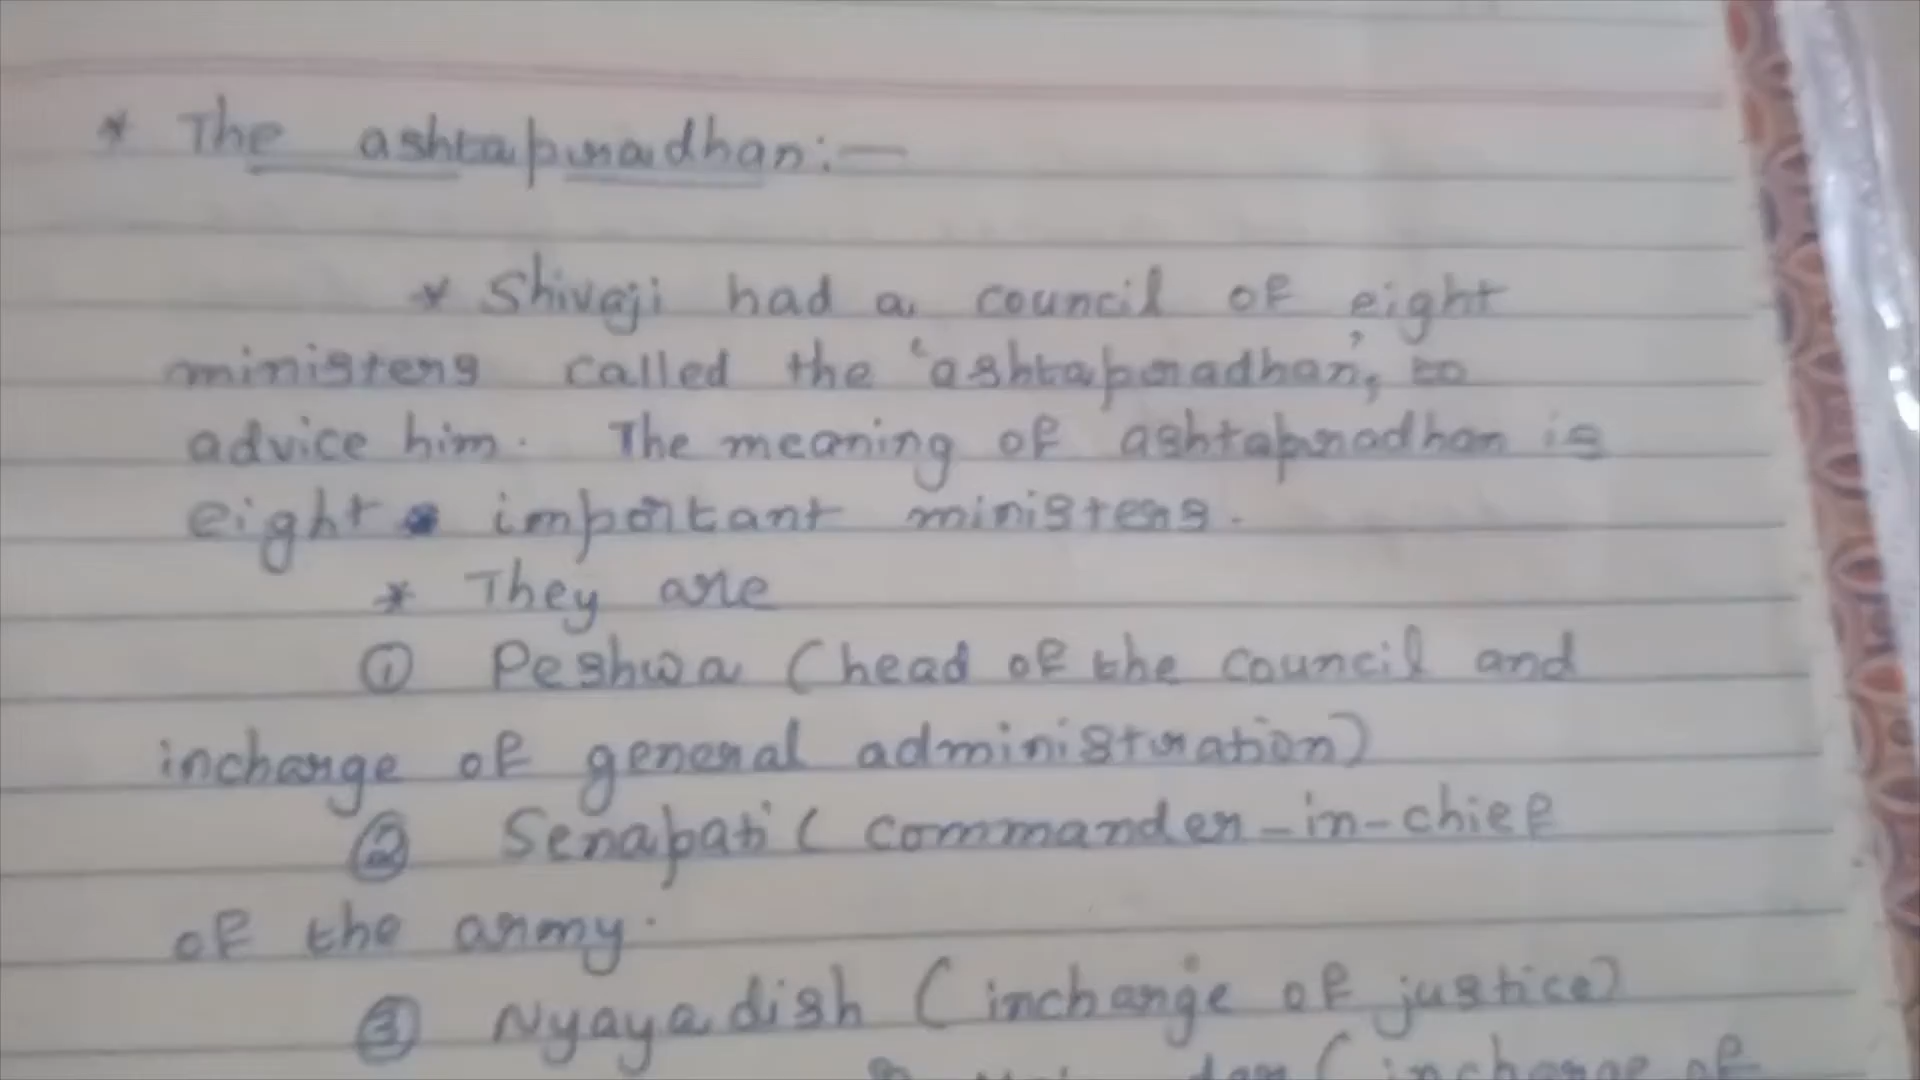 * The ashtapradhan:—
* Shivaji had a council of eight
ministers called the 'ashtapradhan', to
advice him. The meaning of ashtapradhan is
eight important ministers.
* They are
① Peshwa (head of the council and
incharge of general administration)
② Senapati ( commander-in-chief
of the army.
③ Nyayadish (incharge of justice)
(incharge of